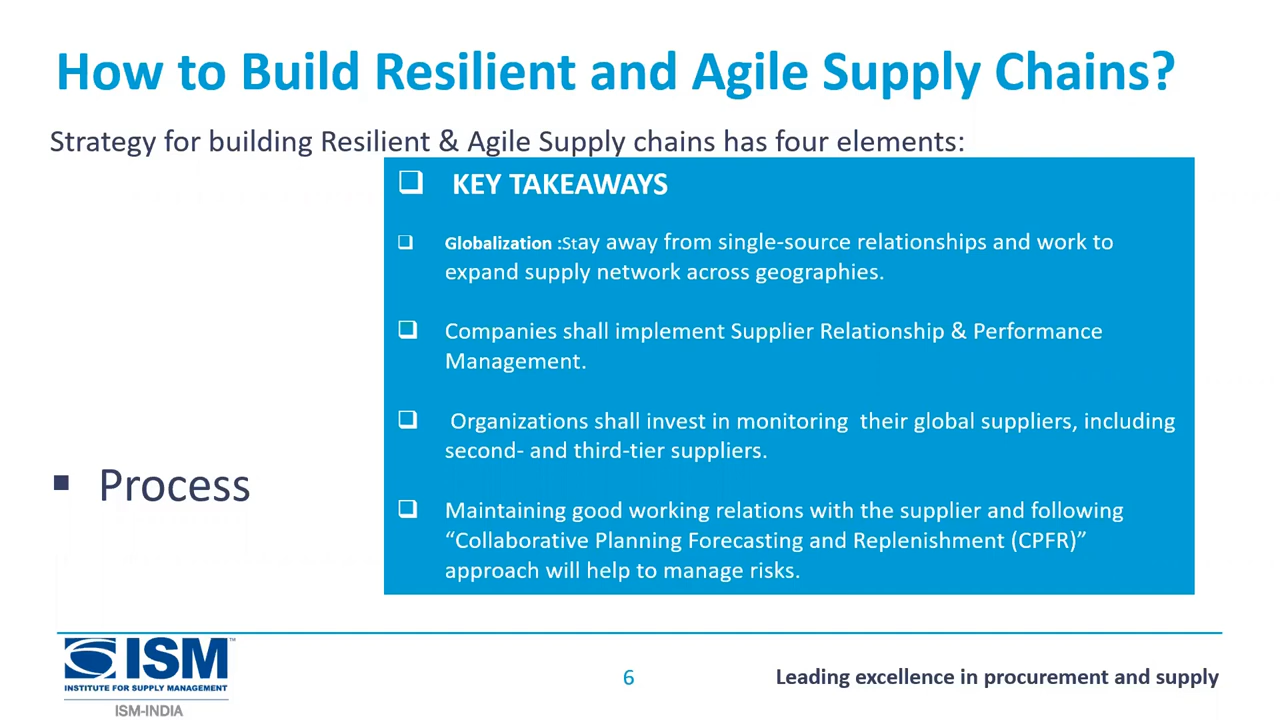 How to Build Resilient and Agile Supply Chains?
Strategy for building Resilient & Agile Supply chains has four elements:
KEY TAKEAWAYS
Globalization :Stay away from single-source relationships and work to
expand supply network across geographies.
Companies shall implement Supplier Relationship & Performance
Management.
Organizations shall invest in monitoring their global suppliers, including
second- and third-tier suppliers.
Process
Maintaining good working relations with the supplier and following
“Collaborative Planning Forecasting and Replenishment (CPFR)”
approach will help to manage risks.
ISM™
INSTITUTE FOR SUPPLY MANAGEMENT
ISM-INDIA
6
Leading excellence in procurement and supply